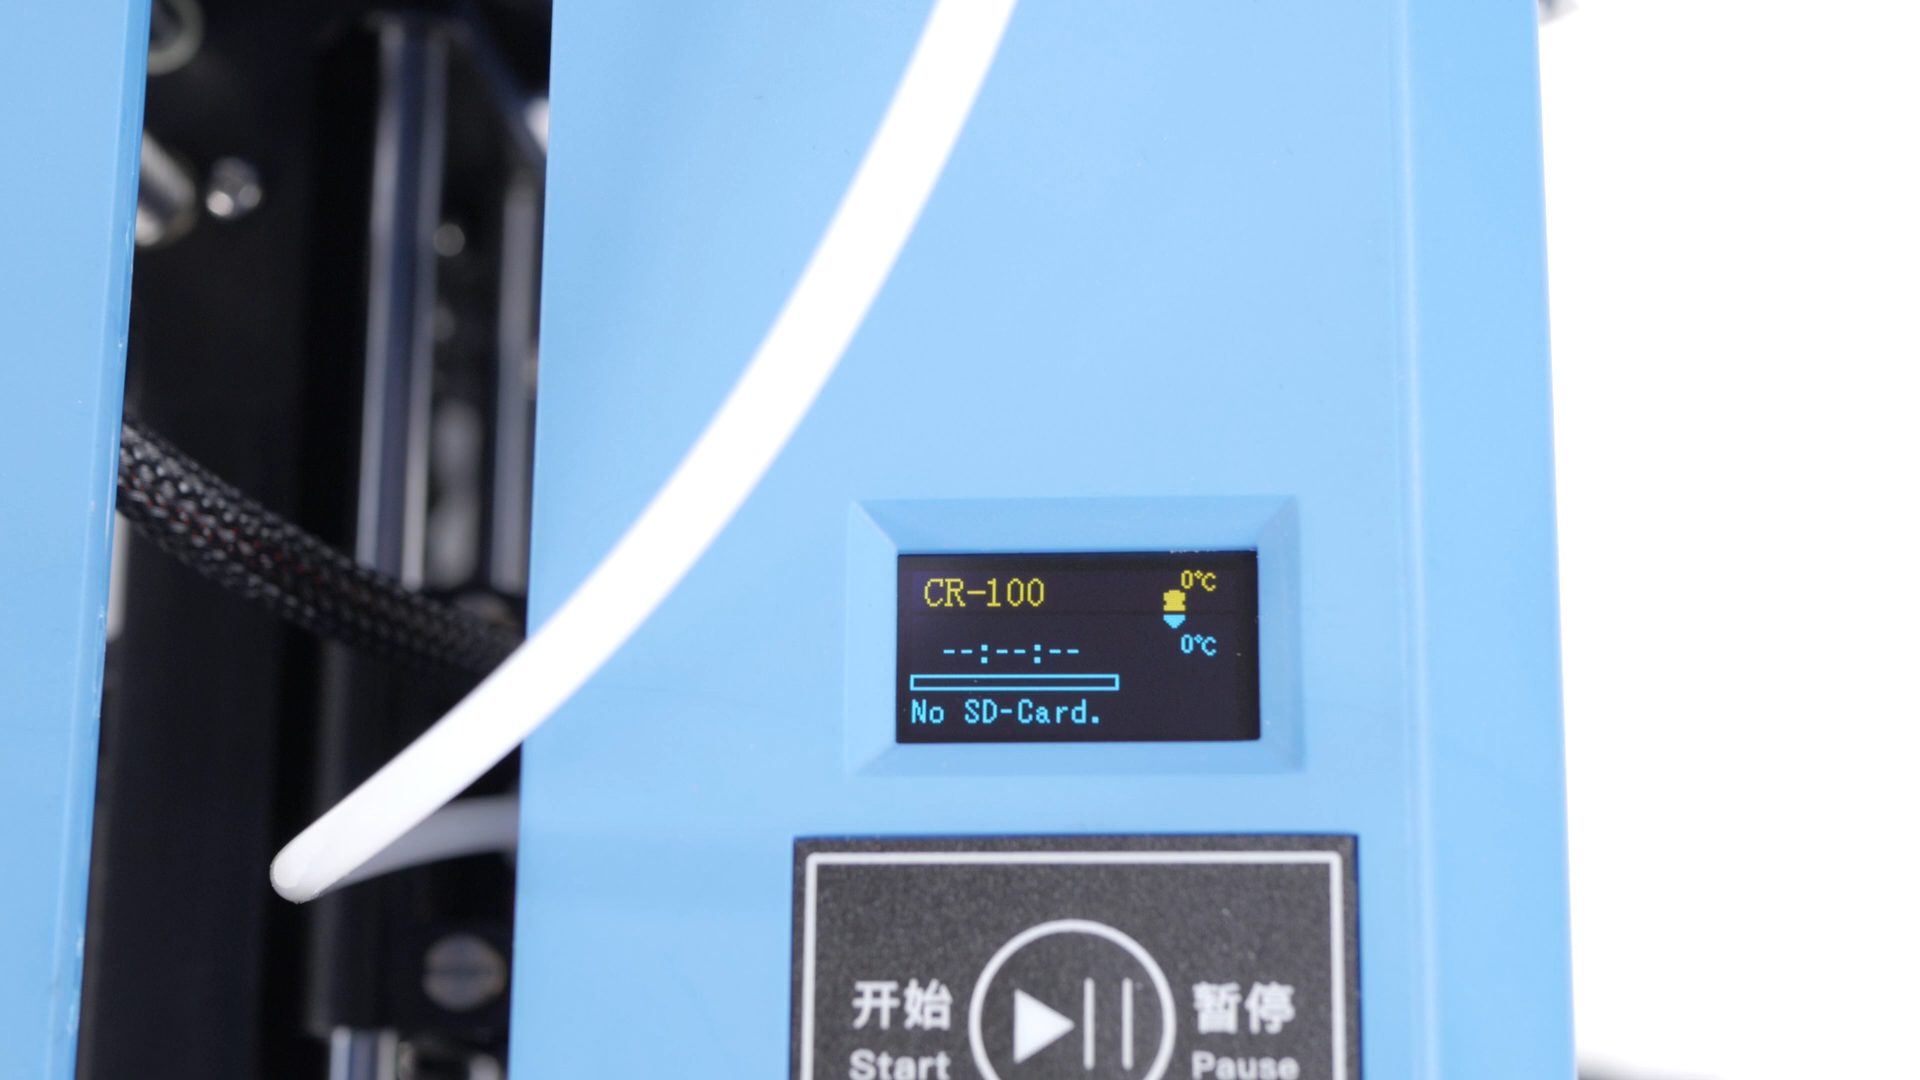 CR-100
0°C
--:--:--
0°C
No SD-Card.
开始
暂停
Start
Pause